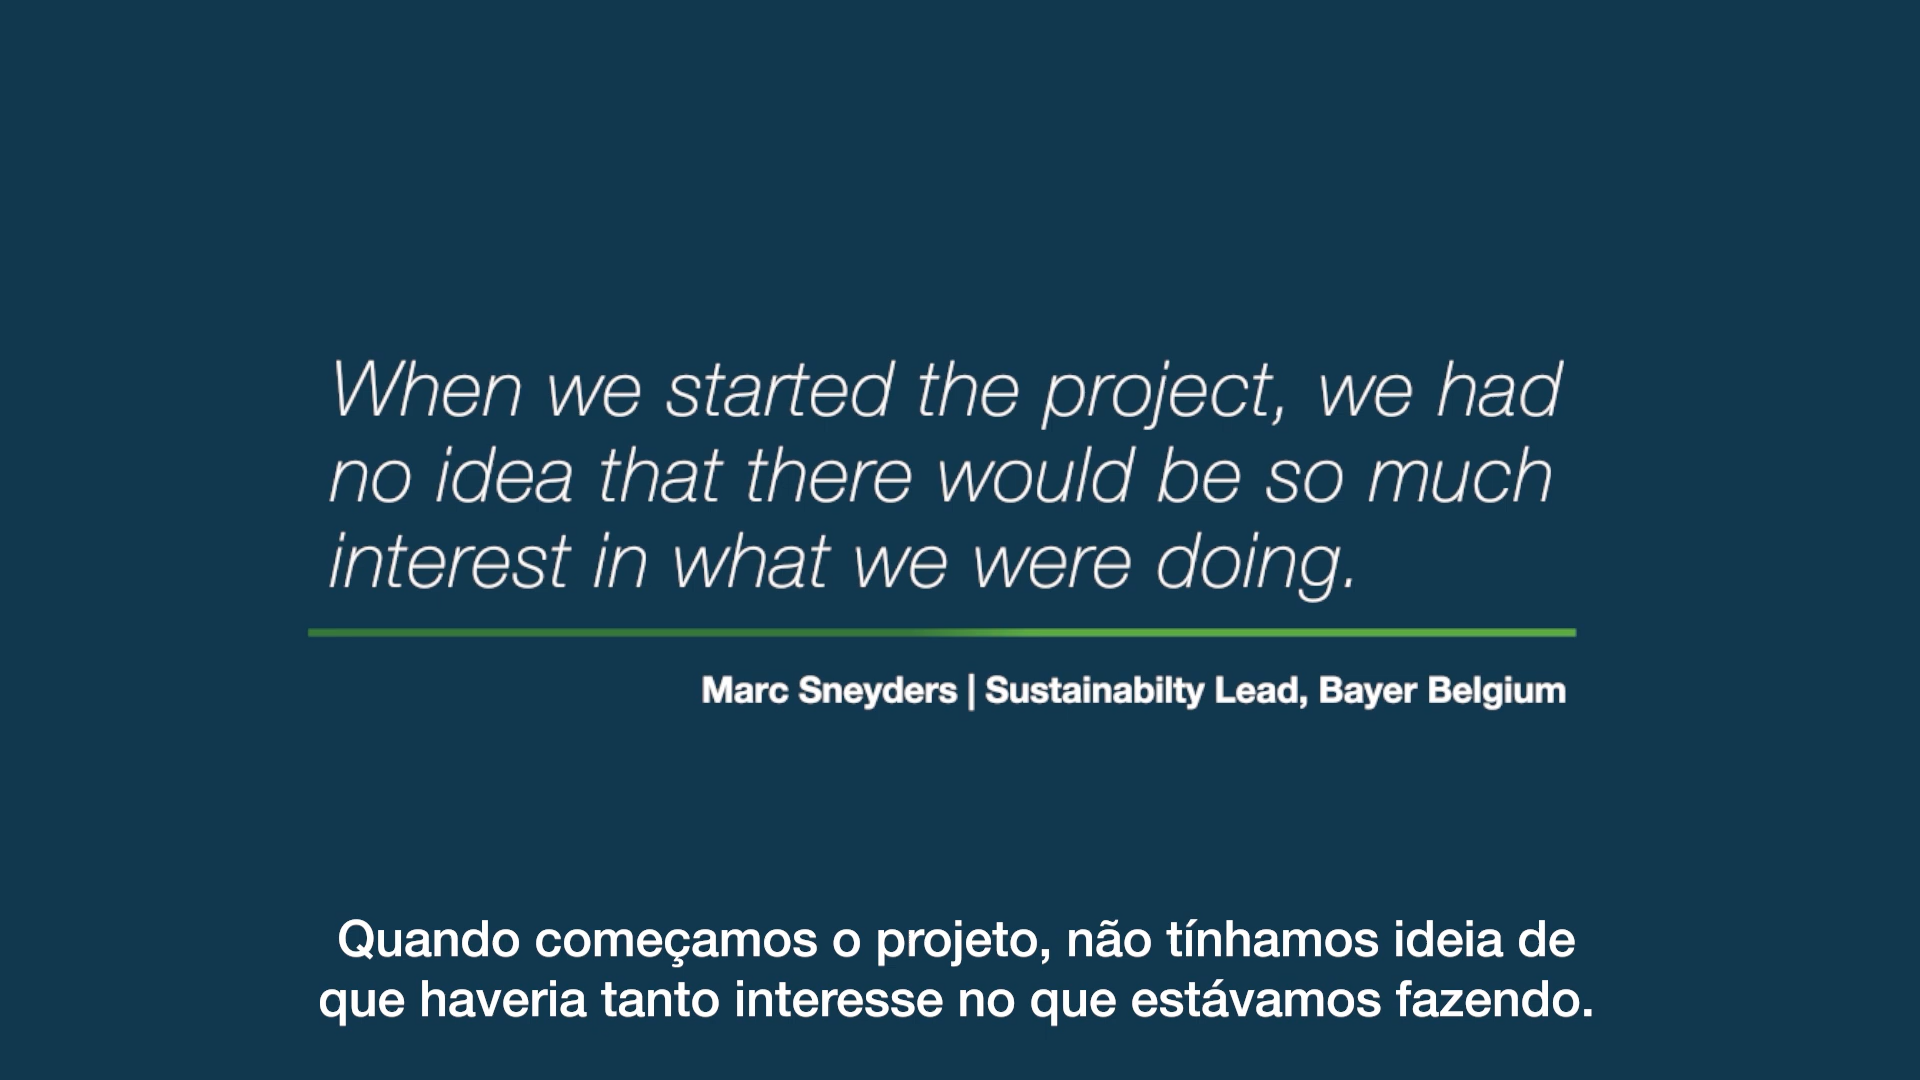 When we started the project, we had
no idea that there would be so much
interest in what we were doing.
Marc Sneyders | Sustainabilty Lead, Bayer Belgium
Quando começamos o projeto, não tínhamos ideia de
que haveria tanto interesse no que estávamos fazendo.